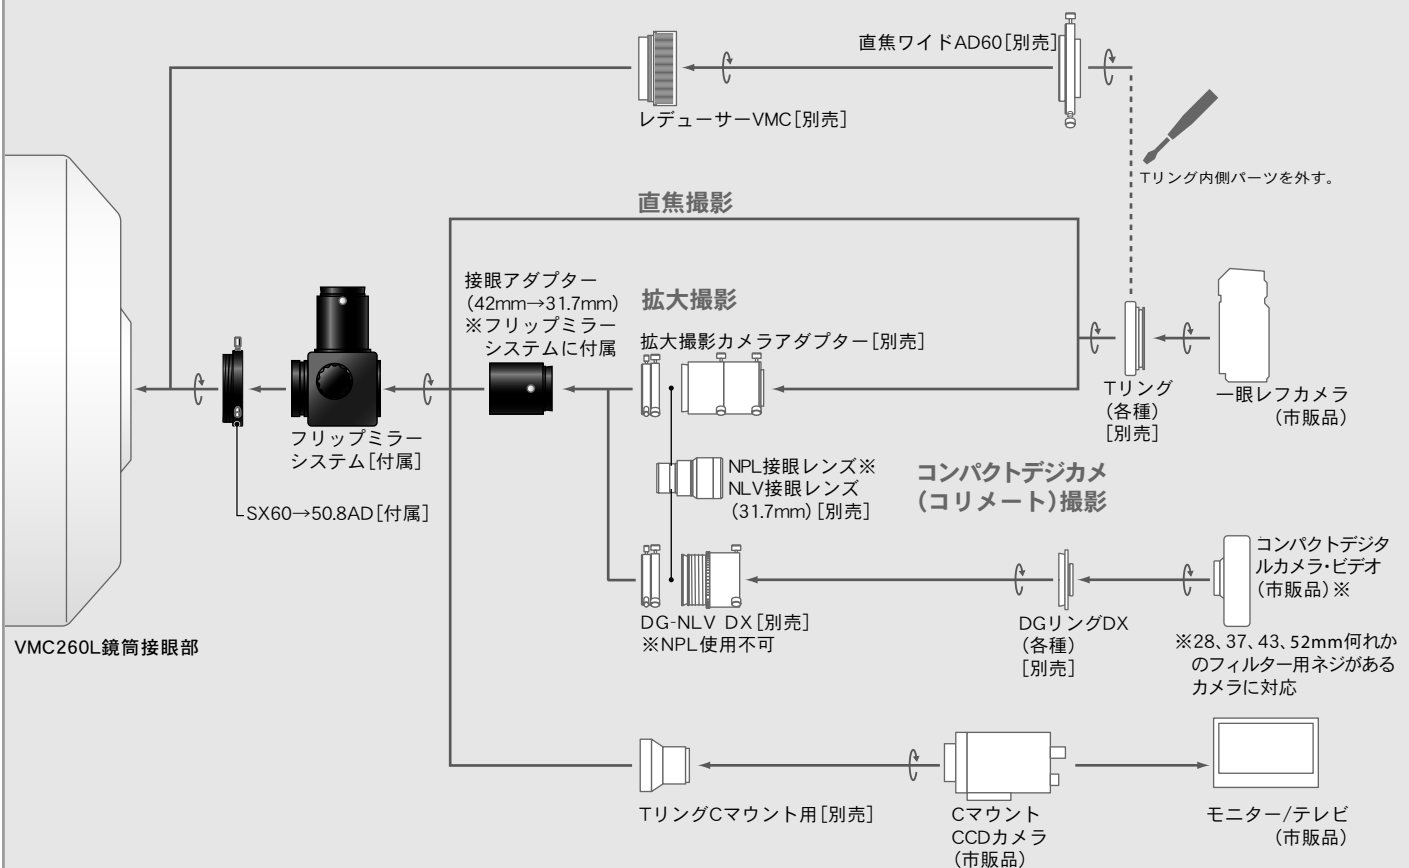 直焦ワイドAD60[別売]
レデューサーVMC[別売]
Tリング内側パーツを外す。
直焦撮影
接眼アダプター
(42mm→31.7mm)
※フリップミラー
システムに付属
拡大撮影
拡大撮影カメラアダプター[別売]
Tリング
(各種)
[別売]
一眼レフカメラ
(市販品)
フリップミラー
システム[付属]
SX60→50.8AD[付属]
NPL接眼レンズ※
NLV接眼レンズ
(31.7mm)[別売]
コンパクトデジカメ
(コリメート)撮影
コンパクトデジタ
ルカメラ・ビデオ
(市販品)※
VMC260L鏡筒接眼部
DG-NLV DX[別売]
※NPL使用不可
DGリングDX
(各種)
[別売]
※28、37、43、52mm何れか
のフィルター用ネジがある
カメラに対応
TリングCマウント用[別売]
Cマウント
CCDカメラ
(市販品)
モニター/テレビ
(市販品)